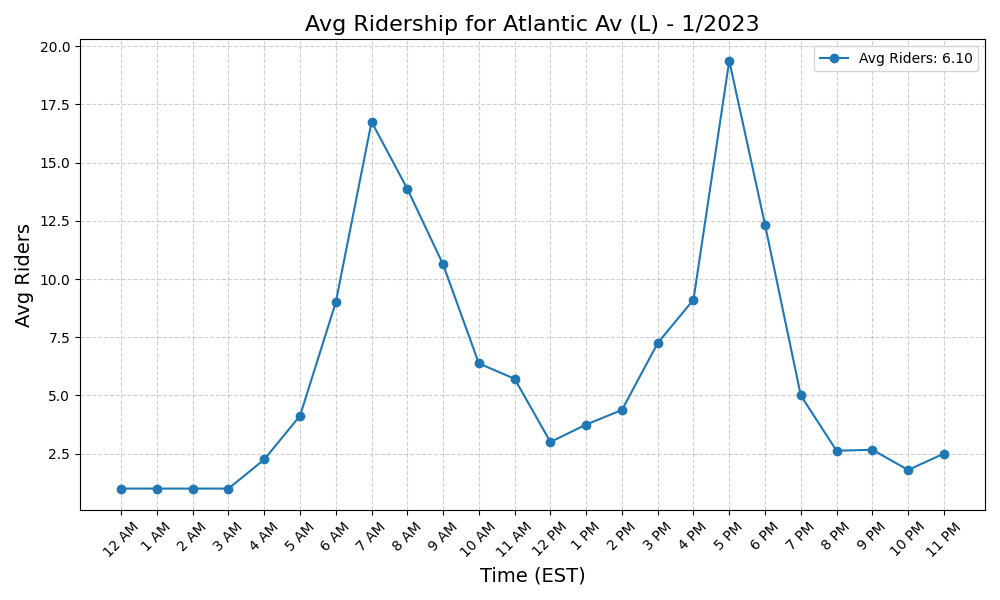 Avg Ridership for Atlantic Av (L) - 1/2023
Avg Riders: 6.10
Avg Riders
20.0
17.5
15.0
12.5
10.0
7.5
5.0
2.5
12 AM
1 AM
2 AM
3 AM
4 AM
5 AM
6 AM
7 AM
8 AM
9 AM
10 AM
11 AM
12 PM
1 PM
2 PM
3 PM
4 PM
5 PM
6 PM
7 PM
8 PM
9 PM
10 PM
11 PM
Time (EST)